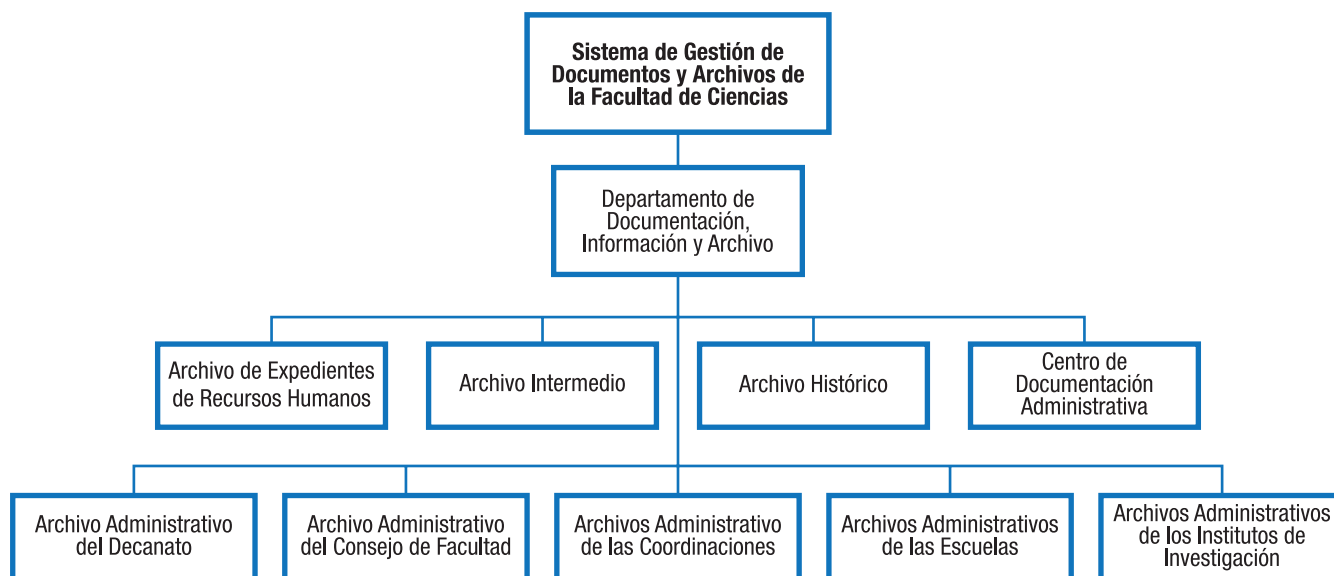 Sistema de Gestión de
Documentos y Archivos de
la Facultad de Ciencias
Departamento de
Documentación,
Información y Archivo
Archivo de Expedientes
de Recursos Humanos
Archivo Intermedio
Archivo Histórico
Centro de
Documentación
Administrativa
Archivo Administrativo
del Decanato
Archivo Administrativo
del Consejo de Facultad
Archivos Administrativo
de las Coordinaciones
Archivos Administrativos
de las Escuelas
Archivos Administrativos
de los Institutos de
Investigación